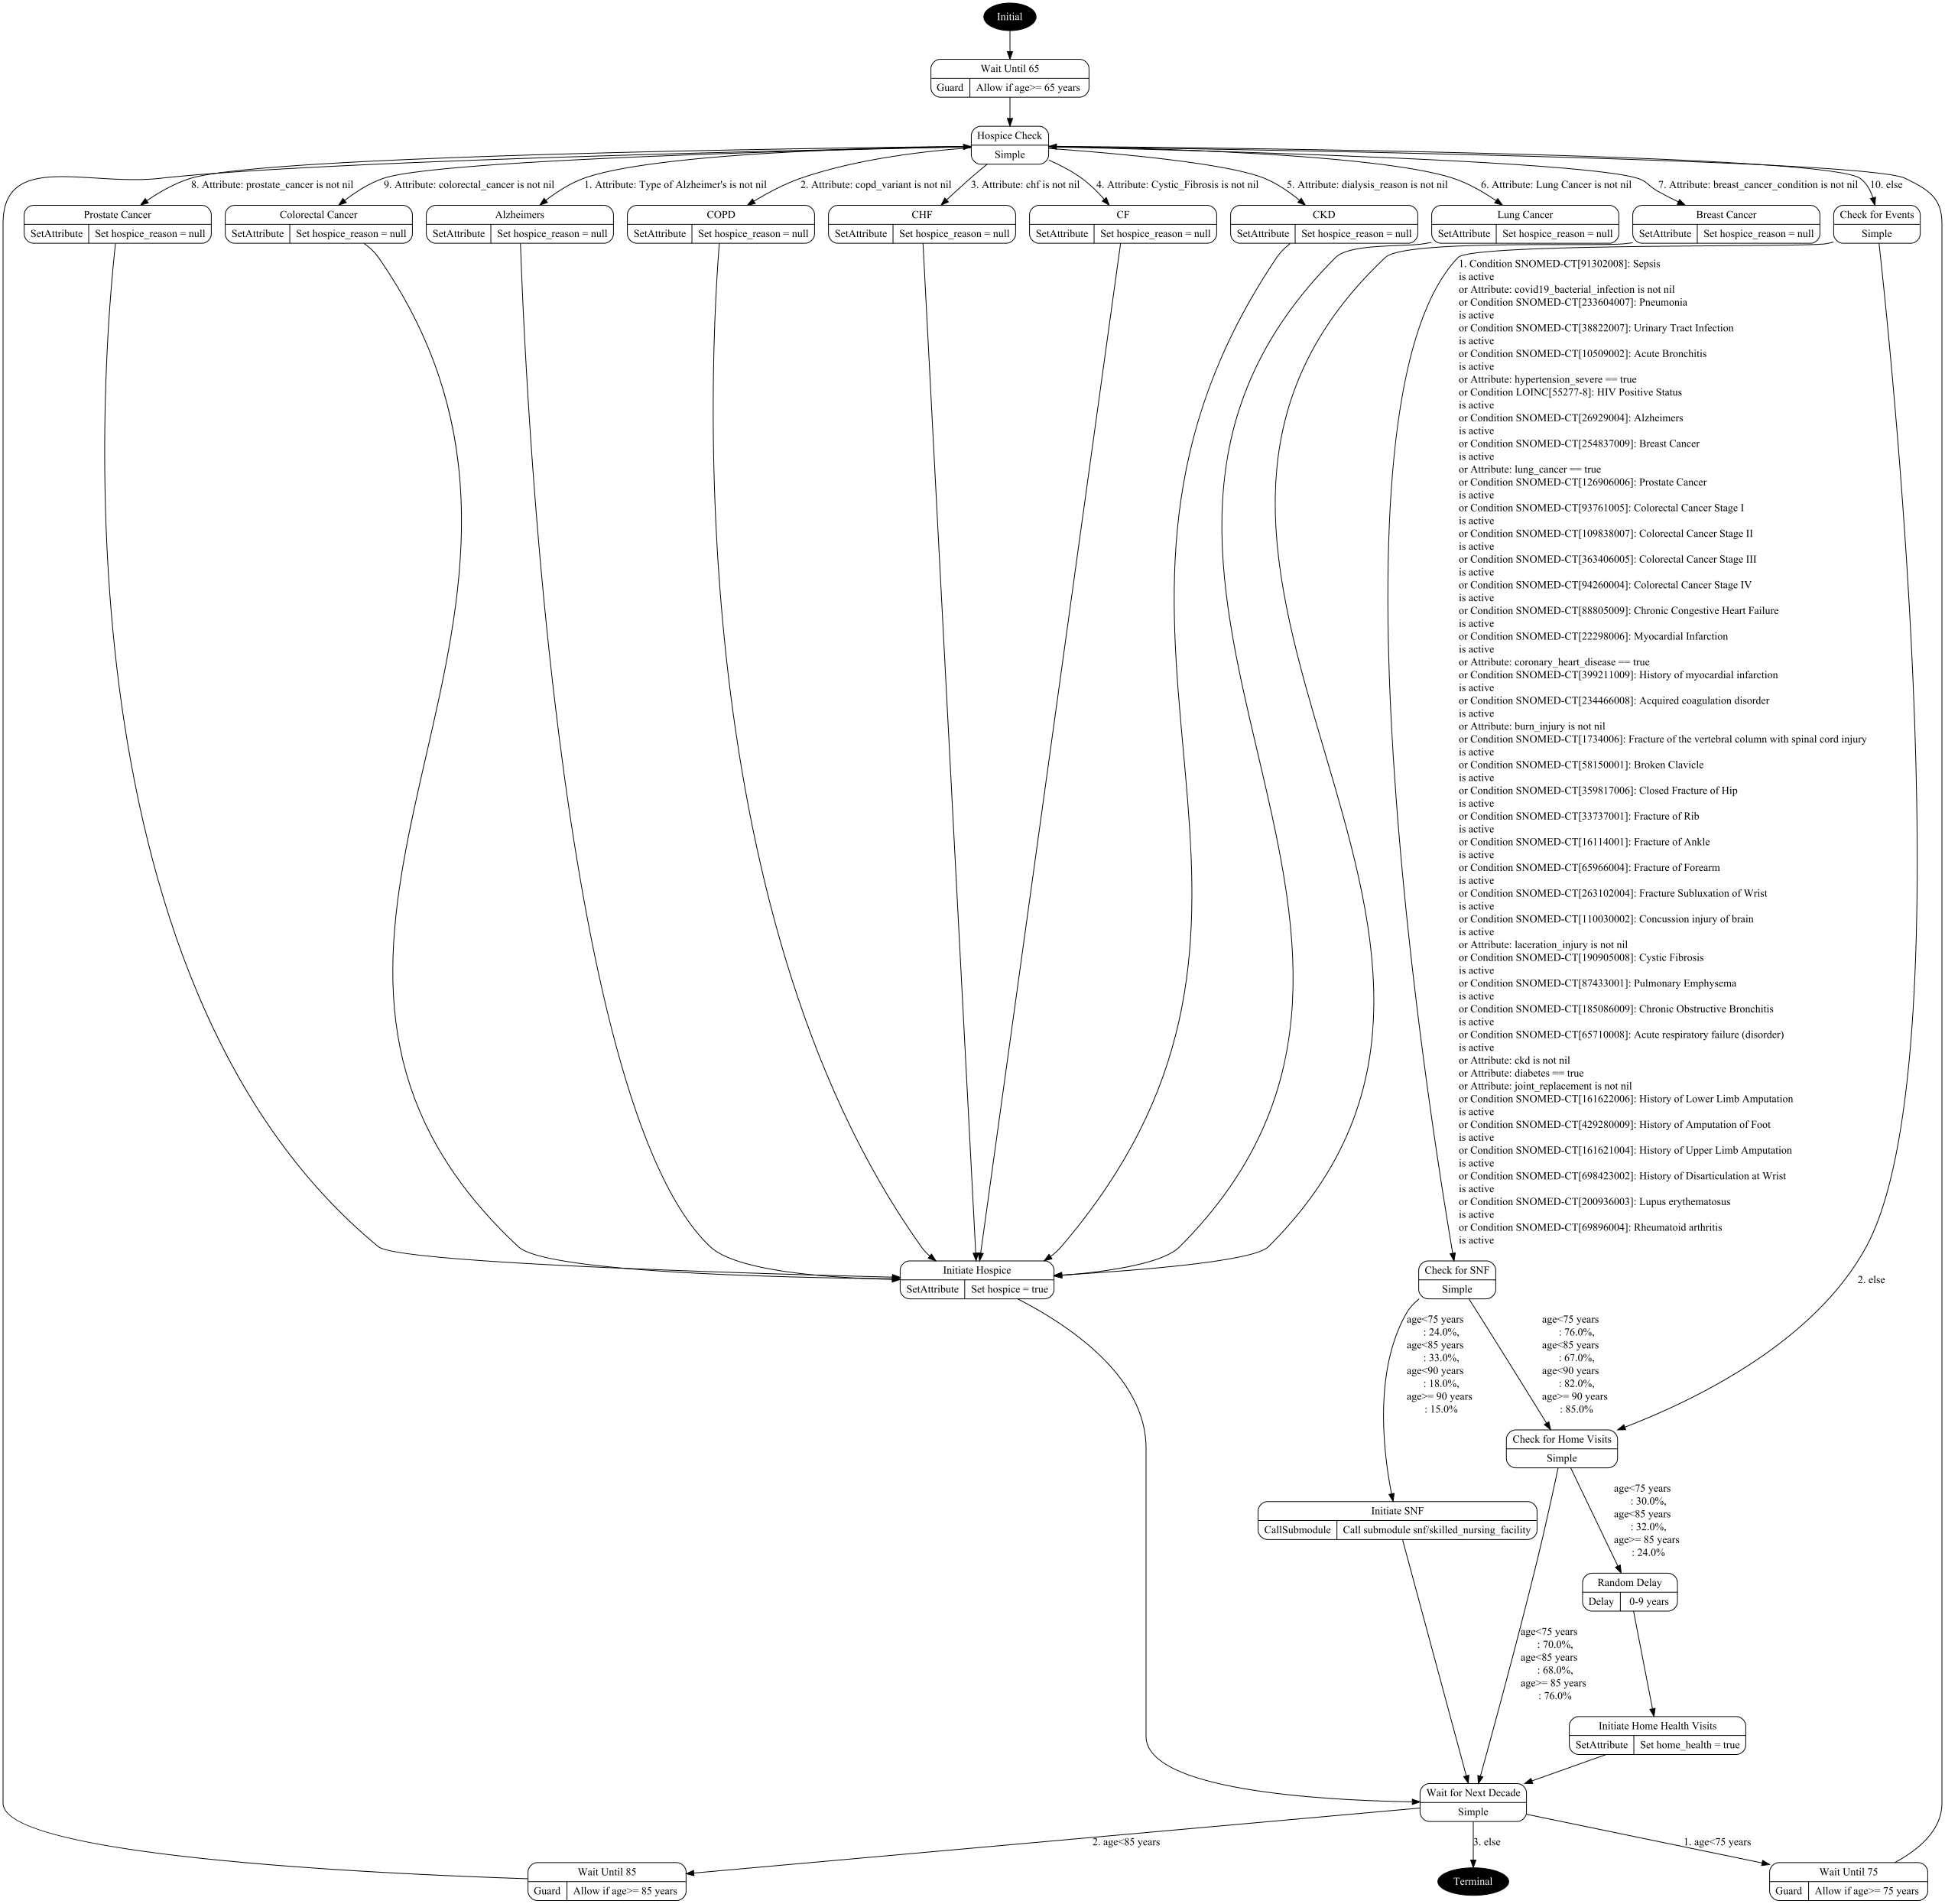 Initial
Wait Until 65
Guard Allow if age>= 65 years
Hospice Check
Simple
8. Attribute: prostate_cancer is not nil
9. Attribute: colorectal_cancer is not nil
1. Attribute: Type of Alzheimer's is not nil
2. Attribute: copd_variant is not nil
3. Attribute: chf is not nil
4. Attribute: Cystic_Fibrosis is not nil
5. Attribute: dialysis_reason is not nil
6. Attribute: Lung Cancer is not nil
7. Attribute: breast_cancer_condition is not nil
10. else
Prostate Cancer
SetAttribute Set hospice_reason = null
Colorectal Cancer
SetAttribute Set hospice_reason = null
Alzheimers
SetAttribute Set hospice_reason = null
COPD
SetAttribute Set hospice_reason = null
CHF
SetAttribute Set hospice_reason = null
CF
SetAttribute Set hospice_reason = null
CKD
SetAttribute Set hospice_reason = null
Lung Cancer
SetAttribute Set hospice_reason = null
Breast Cancer
SetAttribute Set hospice_reason = null
Check for Events
Simple
1. Condition SNOMED-CT[91302008]: Sepsis
is active
or Attribute: covid19_bacterial_infection is not nil
or Condition SNOMED-CT[233604007]: Pneumonia
is active
or Condition SNOMED-CT[38822007]: Urinary Tract Infection
is active
or Condition SNOMED-CT[10509002]: Acute Bronchitis
is active
or Attribute: hypertension_severe == true
or Condition LOINC[55277-8]: HIV Positive Status
is active
or Condition SNOMED-CT[26929004]: Alzheimers
is active
or Condition SNOMED-CT[254837009]: Breast Cancer
is active
or Attribute: lung_cancer == true
or Condition SNOMED-CT[126906006]: Prostate Cancer
is active
or Condition SNOMED-CT[93761005]: Colorectal Cancer Stage I
is active
or Condition SNOMED-CT[109838007]: Colorectal Cancer Stage II
is active
or Condition SNOMED-CT[363406005]: Colorectal Cancer Stage III
is active
or Condition SNOMED-CT[94260004]: Colorectal Cancer Stage IV
is active
or Condition SNOMED-CT[88805009]: Chronic Congestive Heart Failure
is active
or Condition SNOMED-CT[22298006]: Myocardial Infarction
is active
or Attribute: coronary_heart_disease == true
or Condition SNOMED-CT[399211009]: History of myocardial infarction
is active
or Condition SNOMED-CT[234466008]: Acquired coagulation disorder
is active
or Attribute: burn_injury is not nil
or Condition SNOMED-CT[1734006]: Fracture of the vertebral column with spinal cord injury
is active
or Condition SNOMED-CT[58150001]: Broken Clavicle
is active
or Condition SNOMED-CT[359817006]: Closed Fracture of Hip
is active
or Condition SNOMED-CT[33737001]: Fracture of Rib
is active
or Condition SNOMED-CT[16114001]: Fracture of Ankle
is active
or Condition SNOMED-CT[65966004]: Fracture of Forearm
is active
or Condition SNOMED-CT[263102004]: Fracture Subluxation of Wrist
is active
or Condition SNOMED-CT[110030002]: Concussion injury of brain
is active
or Attribute: laceration_injury is not nil
or Condition SNOMED-CT[190905008]: Cystic Fibrosis
is active
or Condition SNOMED-CT[87433001]: Pulmonary Emphysema
is active
or Condition SNOMED-CT[185086009]: Chronic Obstructive Bronchitis
is active
or Condition SNOMED-CT[65710008]: Acute respiratory failure (disorder)
is active
or Attribute: ckd is not nil
or Attribute: diabetes == true
or Attribute: joint_replacement is not nil
or Condition SNOMED-CT[161622006]: History of Lower Limb Amputation
is active
or Condition SNOMED-CT[429280009]: History of Amputation of Foot
is active
or Condition SNOMED-CT[161621004]: History of Upper Limb Amputation
is active
or Condition SNOMED-CT[698423002]: History of Disarticulation at Wrist
is active
or Condition SNOMED-CT[200936003]: Lupus erythematosus
is active
or Condition SNOMED-CT[69896004]: Rheumatoid arthritis
is active
Initiate Hospice
SetAttribute Set hospice = true
Check for SNF
Simple
2. else
age<75 years
: 24.0%,
age<85 years
: 33.0%,
age<90 years
: 18.0%,
age>= 90 years
: 15.0%
age<75 years
: 76.0%,
age<85 years
: 67.0%,
age<90 years
: 82.0%,
age>= 90 years
: 85.0%
Check for Home Visits
Simple
Initiate SNF
CallSubmodule Call submodule snf/skilled_nursing_facility
age<75 years
: 30.0%,
age<85 years
: 32.0%,
age>= 85 years
: 24.0%
Random Delay
Delay 0-9 years
age<75 years
: 70.0%,
age<85 years
: 68.0%,
age>= 85 years
: 76.0%
Initiate Home Health Visits
SetAttribute Set home_health = true
Wait for Next Decade
Simple
2. age<85 years
3. else
1. age<75 years
Wait Until 85
Guard Allow if age>= 85 years
Terminal
Wait Until 75
Guard Allow if age>= 75 years